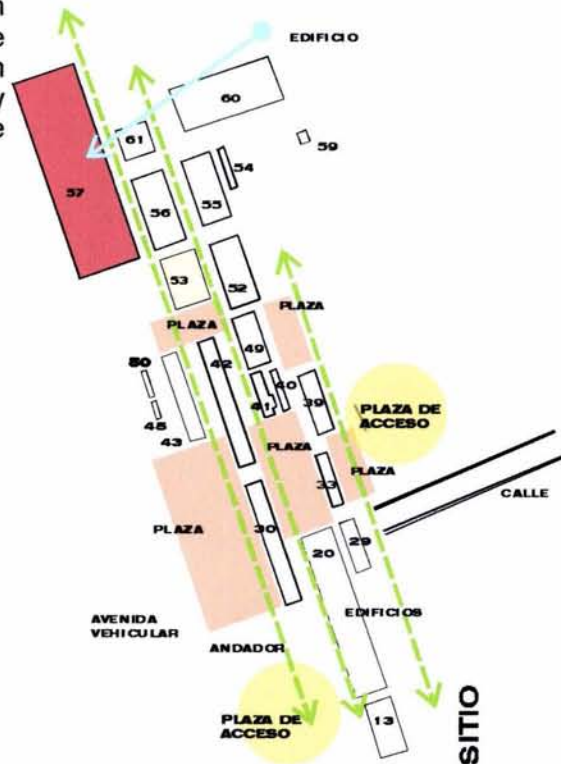 EDIFICIO
60
61
59
54
57
55
56
53
52
PLAZA
PLAZA
49
42
50
40
41
39
PLAZA DE
ACCESO
45
43
PLAZA
PLAZA
33
CALLE
PLAZA
30
29
20
EDIFICIOS
AVENIDA
VEHICULAR
ANDADOR
PLAZA DE
ACCESO
13
SITIO